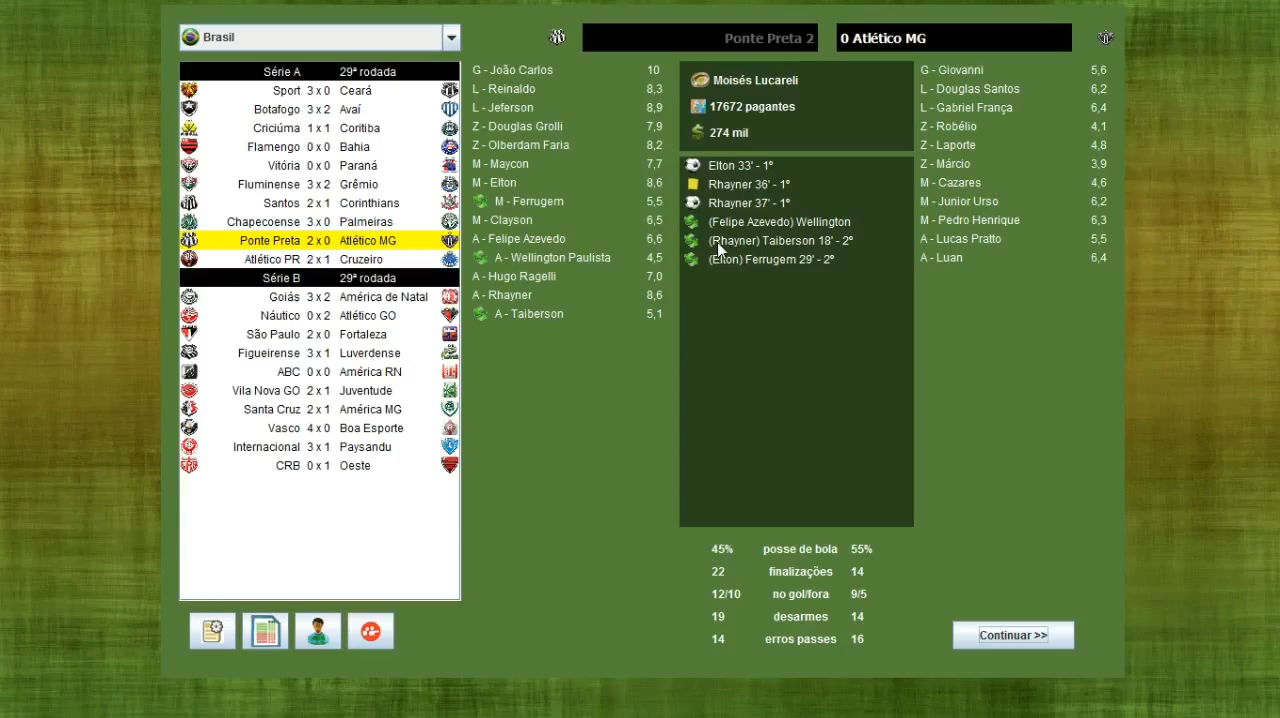 Brasil
Ponte Preta 2
0 Atlético MG
Série A 29ª rodada
Sport 3 x 0 Ceará
Botafogo 3 x 2 Avaí
Criciúma 1 x 1 Coritiba
Flamengo 0 x 0 Bahia
Vitória 0 x 0 Paraná
Fluminense 3 x 2 Grêmio
Santos 2 x 1 Corinthians
Chapecoense 3 x 0 Palmeiras
Ponte Preta 2 x 0 Atlético MG
Atlético PR 2 x 1 Cruzeiro
Série B 29ª rodada
Goiás 3 x 2 América de Natal
Náutico 0 x 2 Atlético GO
São Paulo 2 x 0 Fortaleza
Figueirense 3 x 1 Luverdense
ABC 0 x 0 América RN
Vila Nova GO 2 x 1 Juventude
Santa Cruz 2 x 1 América MG
Vasco 4 x 0 Boa Esporte
Internacional 3 x 1 Paysandu
CRB 0 x 1 Oeste
G - João Carlos 10
L - Reinaldo 8,3
L - Jeferson 8,9
Z - Douglas Grolli 7,9
Z - Olberdam Faria 8,2
M - Maycon 7,7
M - Elton 8,6
M - Ferrugem 5,5
M - Clayson 6,5
A - Felipe Azevedo 6,6
A - Wellington Paulista 4,5
A - Hugo Ragelli 7,0
A - Rhayner 8,6
A - Taiberson 5,1
Moisés Lucareli
17672 pagantes
274 mil
Elton 33' - 1º
Rhayner 36' - 1º
Rhayner 37' - 1º
(Felipe Azevedo) Wellington
(Rhayner) Taiberson 18' - 2º
(Elton) Ferrugem 29' - 2º
45% posse de bola 55%
22 finalizações 14
12/10 no gol/fora 9/5
19 desarmes 14
14 erros passes 16
G - Giovanni 5,6
L - Douglas Santos 6,2
L - Gabriel França 6,4
Z - Robélio 4,1
Z - Laporte 4,8
Z - Márcio 3,9
M - Cazares 4,6
M - Junior Urso 6,2
M - Pedro Henrique 6,3
A - Lucas Pratto 5,5
A - Luan 6,4
Continuar >>